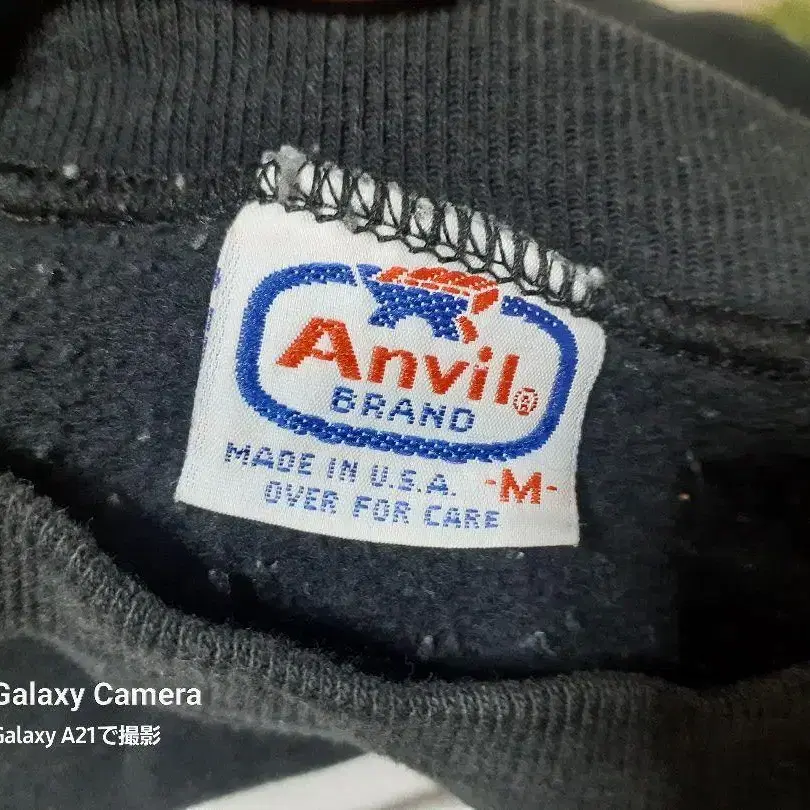 Anvil®
BRAND
MADE IN U.S.A. -M-
OVER FOR CARE
Galaxy Camera
Galaxy A21で撮影